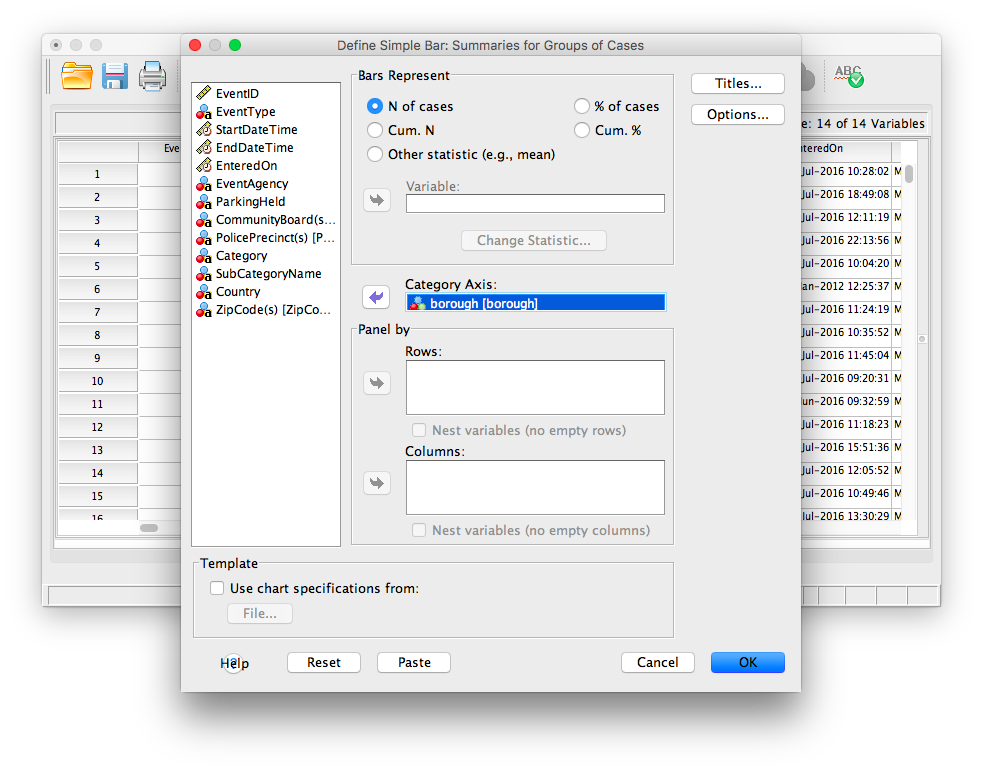 Define Simple Bar: Summaries for Groups of Cases
ABC
e: 14 of 14 Variables
Eve
nteredOn
1
2
3
4
5
6
7
8
9
10
11
12
13
14
15
16
EventID
EventType
StartDateTime
EndDateTime
EnteredOn
EventAgency
ParkingHeld
CommunityBoard(s...
PolicePrecinct(s) [P...
Category
SubCategoryName
Country
ZipCode(s) [ZipCo...
Bars Represent
N of cases
% of cases
Cum. N
Cum. %
Other statistic (e.g., mean)
Variable:
Change Statistic...
Category Axis:
borough [borough]
Panel by
Rows:
Nest variables (no empty rows)
Columns:
Nest variables (no empty columns)
Titles...
Options...
Jul-2016 10:28:02 M
Jul-2016 18:49:08 M
Jul-2016 12:11:19 M
Jul-2016 22:13:56 M
Jul-2016 10:04:20 M
Jan-2012 12:25:37 M
Jul-2016 11:24:19 M
Jul-2016 10:35:52 M
Jul-2016 11:45:04 M
Jul-2016 09:20:31 M
un-2016 09:32:59 M
Jul-2016 11:18:23 M
Jul-2016 15:51:36 M
Jul-2016 12:05:52 M
Jul-2016 10:49:46 M
Jul-2016 13:30:29 M
Template
Use chart specifications from:
File...
Help
Reset
Paste
Cancel
OK